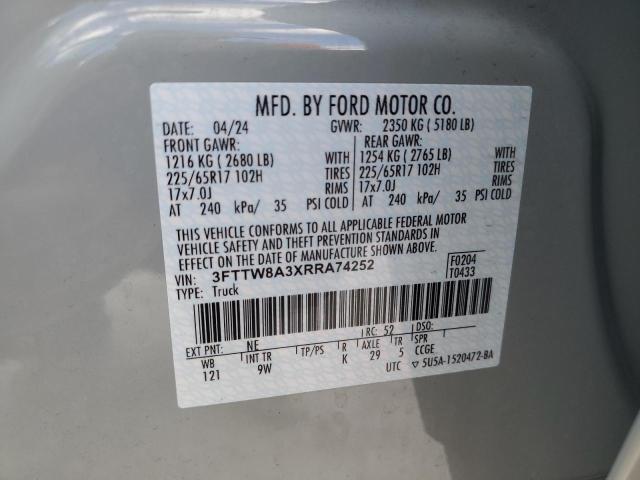 MFD. BY FORD MOTOR CO.
DATE: 04/24 GVWR: 2350 KG ( 5180 LB)
FRONT GAWR: REAR GAWR:
1216 KG ( 2680 LB) WITH 1254 KG ( 2765 LB) WITH
225/65R17 102H TIRES 225/65R17 102H TIRES
17x7.0J RIMS 17x7.0J RIMS
AT 240 kPa/ 35 PSI COLD AT 240 kPa/ 35 PSI COLD
THIS VEHICLE CONFORMS TO ALL APPLICABLE FEDERAL MOTOR
VEHICLE SAFETY AND THEFT PREVENTION STANDARDS IN
EFFECT ON THE DATE OF MANUFACTURE SHOWN ABOVE.
VIN: 3FTTW8A3XRRA74252 F0204
TYPE: Truck T0433
EXT PNT: NE RC: 52 DSO:
WB INT TR TP/PS R AXLE TR SPR
121 9W K 29 5 CCGE
UTC ▽ 5U5A-1520472-BA